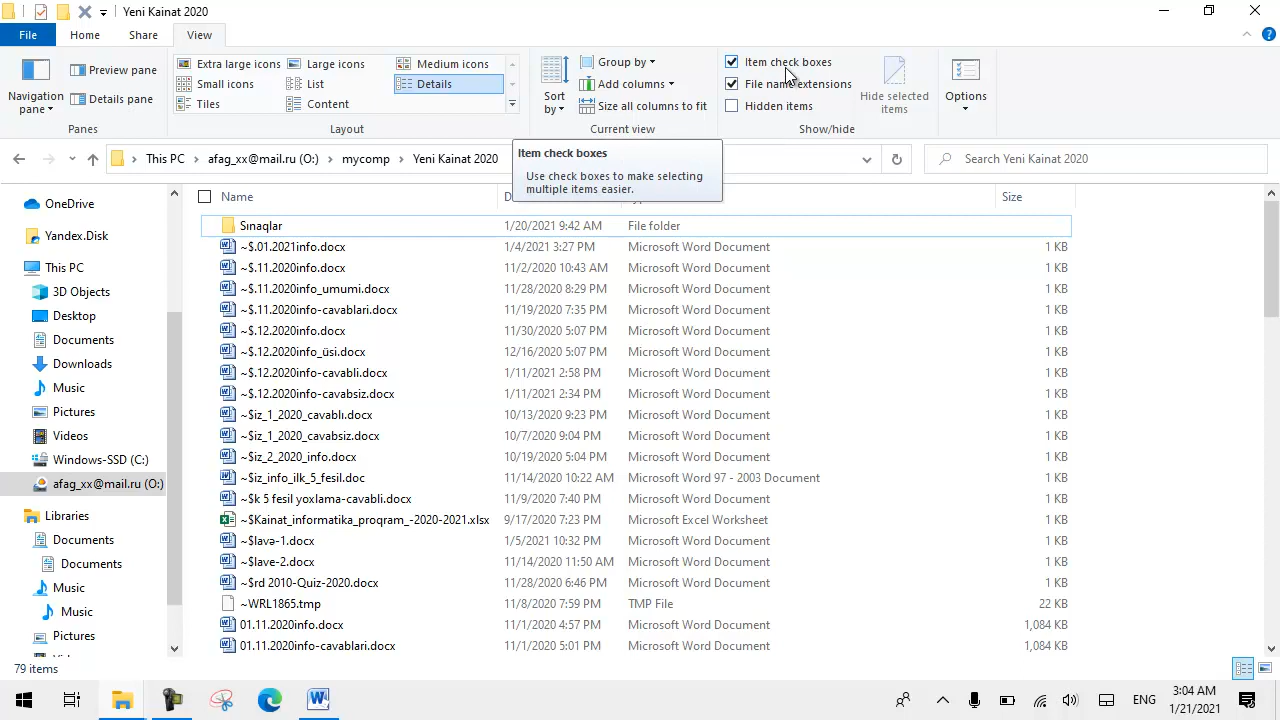 Yeni Kainat 2020
File Home Share View
Navigation pane
Preview pane
Details pane
Panes
Extra large icons Large icons Medium icons
Small icons List Details
Tiles Content
Layout
Sort by
Group by
Add columns
Size all columns to fit
Current view
Item check boxes
File name extensions
Hidden items
Hide selected items
Show/hide
Options
This PC afag_xx@mail.ru (O:) mycomp Yeni Kainat 2020
Search Yeni Kainat 2020
Item check boxes
Use check boxes to make selecting
multiple items easier.
OneDrive
Yandex.Disk
This PC
3D Objects
Desktop
Documents
Downloads
Music
Pictures
Videos
Windows-SSD (C:)
afag_xx@mail.ru (O:)
Libraries
Documents
Documents
Music
Music
Pictures
Name Size
Sınaqlar 1/20/2021 9:42 AM File folder
~$.01.2021info.docx 1/4/2021 3:27 PM Microsoft Word Document 1 KB
~$.11.2020info.docx 11/2/2020 10:43 AM Microsoft Word Document 1 KB
~$.11.2020info_umumi.docx 11/28/2020 8:29 PM Microsoft Word Document 1 KB
~$.11.2020info-cavablari.docx 11/19/2020 7:35 PM Microsoft Word Document 1 KB
~$.12.2020info.docx 11/30/2020 5:07 PM Microsoft Word Document 1 KB
~$.12.2020info_üsi.docx 12/16/2020 5:07 PM Microsoft Word Document 1 KB
~$.12.2020info-cavabli.docx 1/11/2021 2:58 PM Microsoft Word Document 1 KB
~$.12.2020info-cavabsiz.docx 1/11/2021 2:34 PM Microsoft Word Document 1 KB
~$iz_1_2020_cavablı.docx 10/13/2020 9:23 PM Microsoft Word Document 1 KB
~$iz_1_2020_cavabsiz.docx 10/7/2020 9:04 PM Microsoft Word Document 1 KB
~$iz_2_2020_info.docx 10/19/2020 5:04 PM Microsoft Word Document 1 KB
~$iz_info_ilk_5_fesil.doc 11/14/2020 10:22 AM Microsoft Word 97 - 2003 Document 1 KB
~$k 5 fesil yoxlama-cavabli.docx 11/9/2020 7:40 PM Microsoft Word Document 1 KB
~$Kainat_informatika_proqram_-2020-2021.xlsx 9/17/2020 7:23 PM Microsoft Excel Worksheet 1 KB
~$lavə-1.docx 1/5/2021 10:32 PM Microsoft Word Document 1 KB
~$lave-2.docx 11/14/2020 11:50 AM Microsoft Word Document 1 KB
~$rd 2010-Quiz-2020.docx 11/28/2020 6:46 PM Microsoft Word Document 1 KB
~WRL1865.tmp 11/8/2020 7:59 PM TMP File 22 KB
01.11.2020info.docx 11/1/2020 4:57 PM Microsoft Word Document 1,084 KB
01.11.2020info-cavablari.docx 11/1/2020 5:01 PM Microsoft Word Document 1,084 KB
79 items
ENG
3:04 AM
1/21/2021